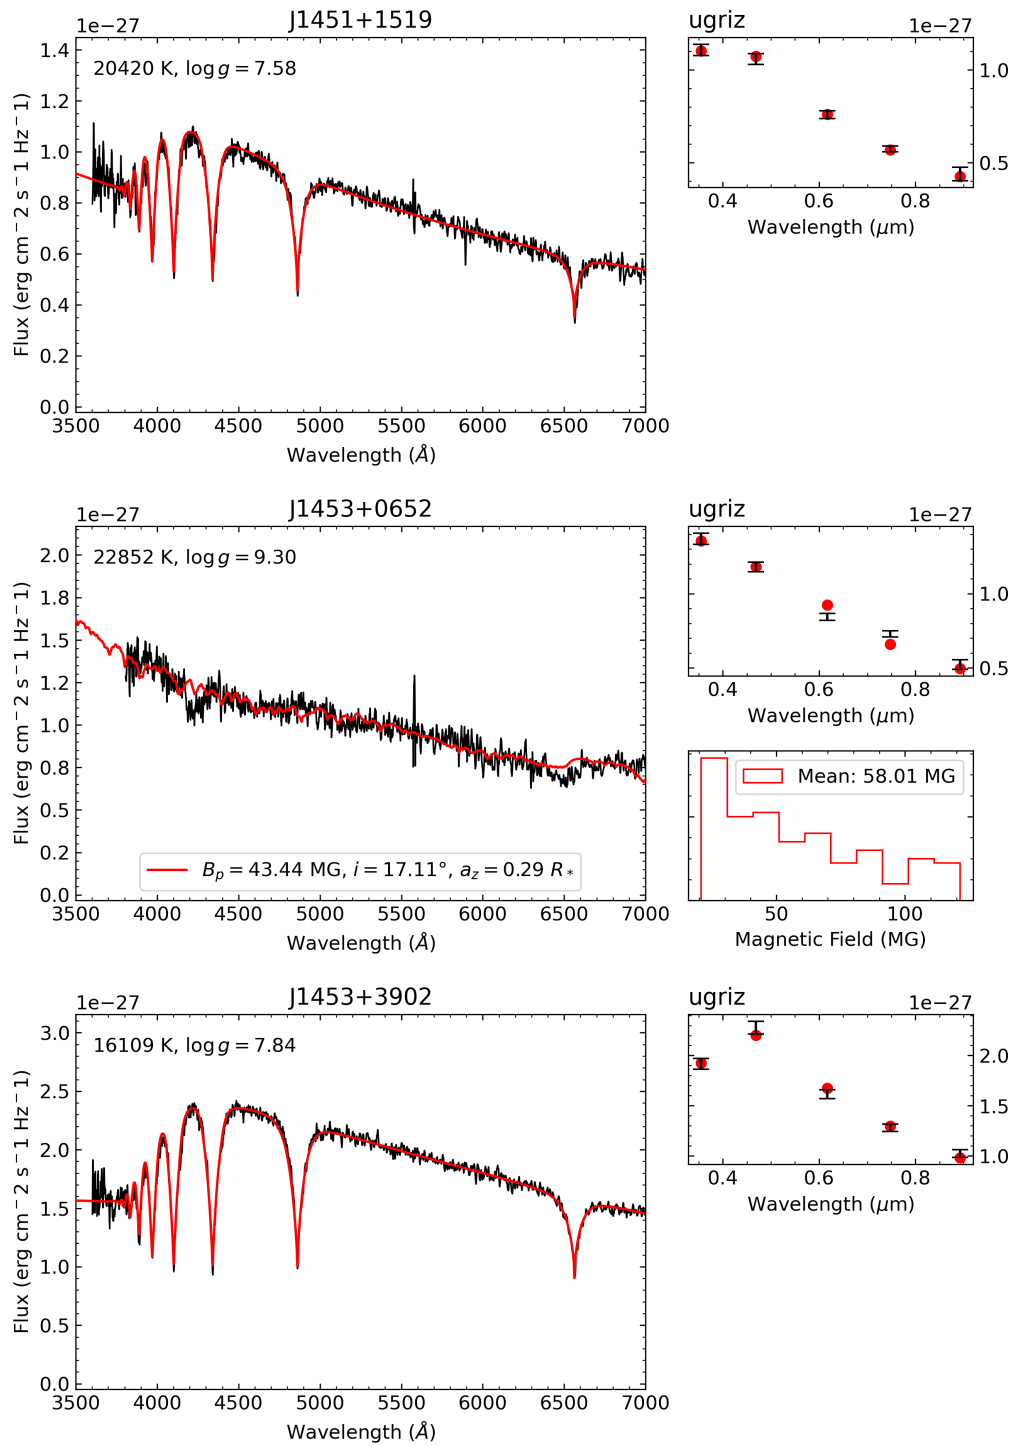 J1451+1519
1e−27
20420 K, log g = 7.58
Flux (erg cm−2 s−1 Hz−1)
1.4
1.2
1.0
0.8
0.6
0.4
0.2
0.0
3500 4000 4500 5000 5500 6000 6500 7000
Wavelength (Å)
ugriz
1e−27
1.0
0.5
0.4 0.6 0.8
Wavelength (μm)
J1453+0652
1e−27
22852 K, log g = 9.30
Flux (erg cm−2 s−1 Hz−1)
2.0
1.8
1.5
1.2
1.0
0.8
0.5
0.2
0.0
B_p = 43.44 MG, i = 17.11°, a_z = 0.29 R_*
3500 4000 4500 5000 5500 6000 6500 7000
Wavelength (Å)
ugriz
1e−27
1.0
0.5
0.4 0.6 0.8
Wavelength (μm)
Mean: 58.01 MG
50 100
Magnetic Field (MG)
J1453+3902
1e−27
16109 K, log g = 7.84
Flux (erg cm−2 s−1 Hz−1)
3.0
2.5
2.0
1.5
1.0
0.5
0.0
3500 4000 4500 5000 5500 6000 6500 7000
Wavelength (Å)
ugriz
1e−27
2.0
1.5
1.0
0.4 0.6 0.8
Wavelength (μm)